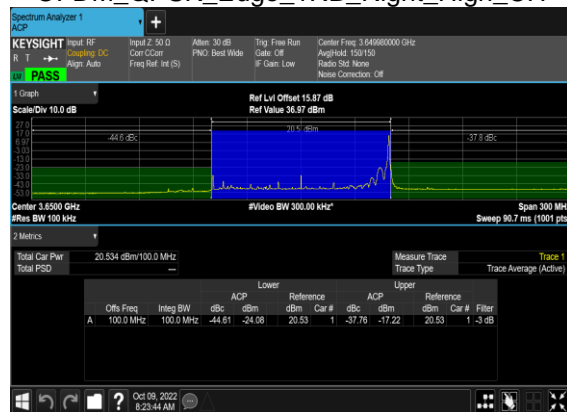 Spectrum Analyzer 1
ACP
+
KEYSIGHT Input: RF Input Z: 50 Ω Atten: 30 dB Trig: Free Run Center Freq: 3.649980000 GHz
R T Coupling: DC Corr CCorr PNO: Best Wide Gate: Off Avg|Hold: 150/150
Align: Auto Freq Ref: Int (S) IF Gain: Low Radio Std: None
Noise Correction: Off
PASS
1 Graph
Ref Lvl Offset 15.87 dB
Scale/Div 10.0 dB Ref Value 36.97 dBm
27.0
17.0
6.97
-3.03
-13.0
-23.0
-33.0
-43.0
-53.0
-44.6 dBc 20.5 dBm -37.8 dBc
Center 3.6500 GHz #Video BW 300.00 kHz* Span 300 MH
#Res BW 100 kHz Sweep 90.7 ms (1001 pts
2 Metrics
Total Car Pwr 20.534 dBm/100.0 MHz Measure Trace Trace 1
Total PSD --- Trace Type Trace Average (Active)
Lower Upper
ACP Reference ACP Reference
Offs Freq Integ BW dBc dBm dBm Car # dBc dBm dBm Car # Filter
A 100.0 MHz 100.0 MHz -44.61 -24.08 20.53 1 -37.76 -17.22 20.53 1 -3 dB
?
Oct 09, 2022
8:23:44 AM